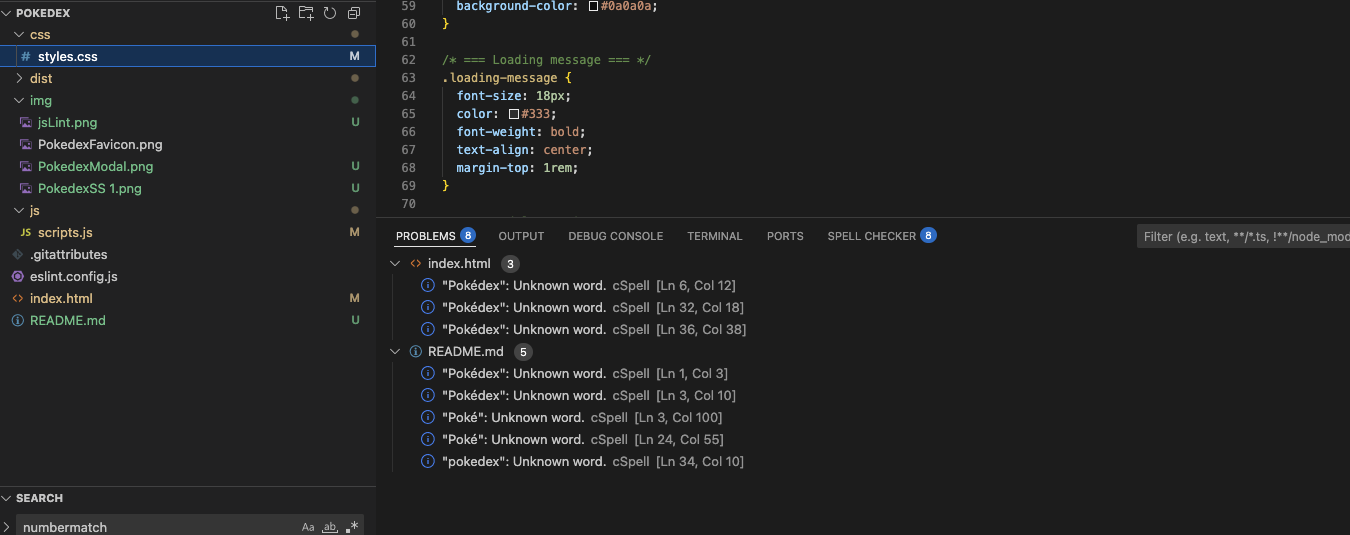 POKEDEX
css
# styles.css M
dist
img
jsLint.png U
PokedexFavicon.png
PokedexModal.png U
PokedexSS 1.png U
js
JS scripts.js M
.gitattributes
eslint.config.js
<> index.html M
README.md U
SEARCH
numbermatch Aa ab .*
59 background-color: #0a0a0a;
60 }
61
62 /* === Loading message === */
63 .loading-message {
64 font-size: 18px;
65 color: #333;
66 font-weight: bold;
67 text-align: center;
68 margin-top: 1rem;
69 }
70
PROBLEMS 8 OUTPUT DEBUG CONSOLE TERMINAL PORTS SPELL CHECKER 8 Filter (e.g. text, **/*.ts, !**/node_mod
<> index.html 3
"Pokédex": Unknown word. cSpell [Ln 6, Col 12]
"Pokédex": Unknown word. cSpell [Ln 32, Col 18]
"Pokédex": Unknown word. cSpell [Ln 36, Col 38]
README.md 5
"Pokédex": Unknown word. cSpell [Ln 1, Col 3]
"Pokédex": Unknown word. cSpell [Ln 3, Col 10]
"Poké": Unknown word. cSpell [Ln 3, Col 100]
"Poké": Unknown word. cSpell [Ln 24, Col 55]
"pokedex": Unknown word. cSpell [Ln 34, Col 10]